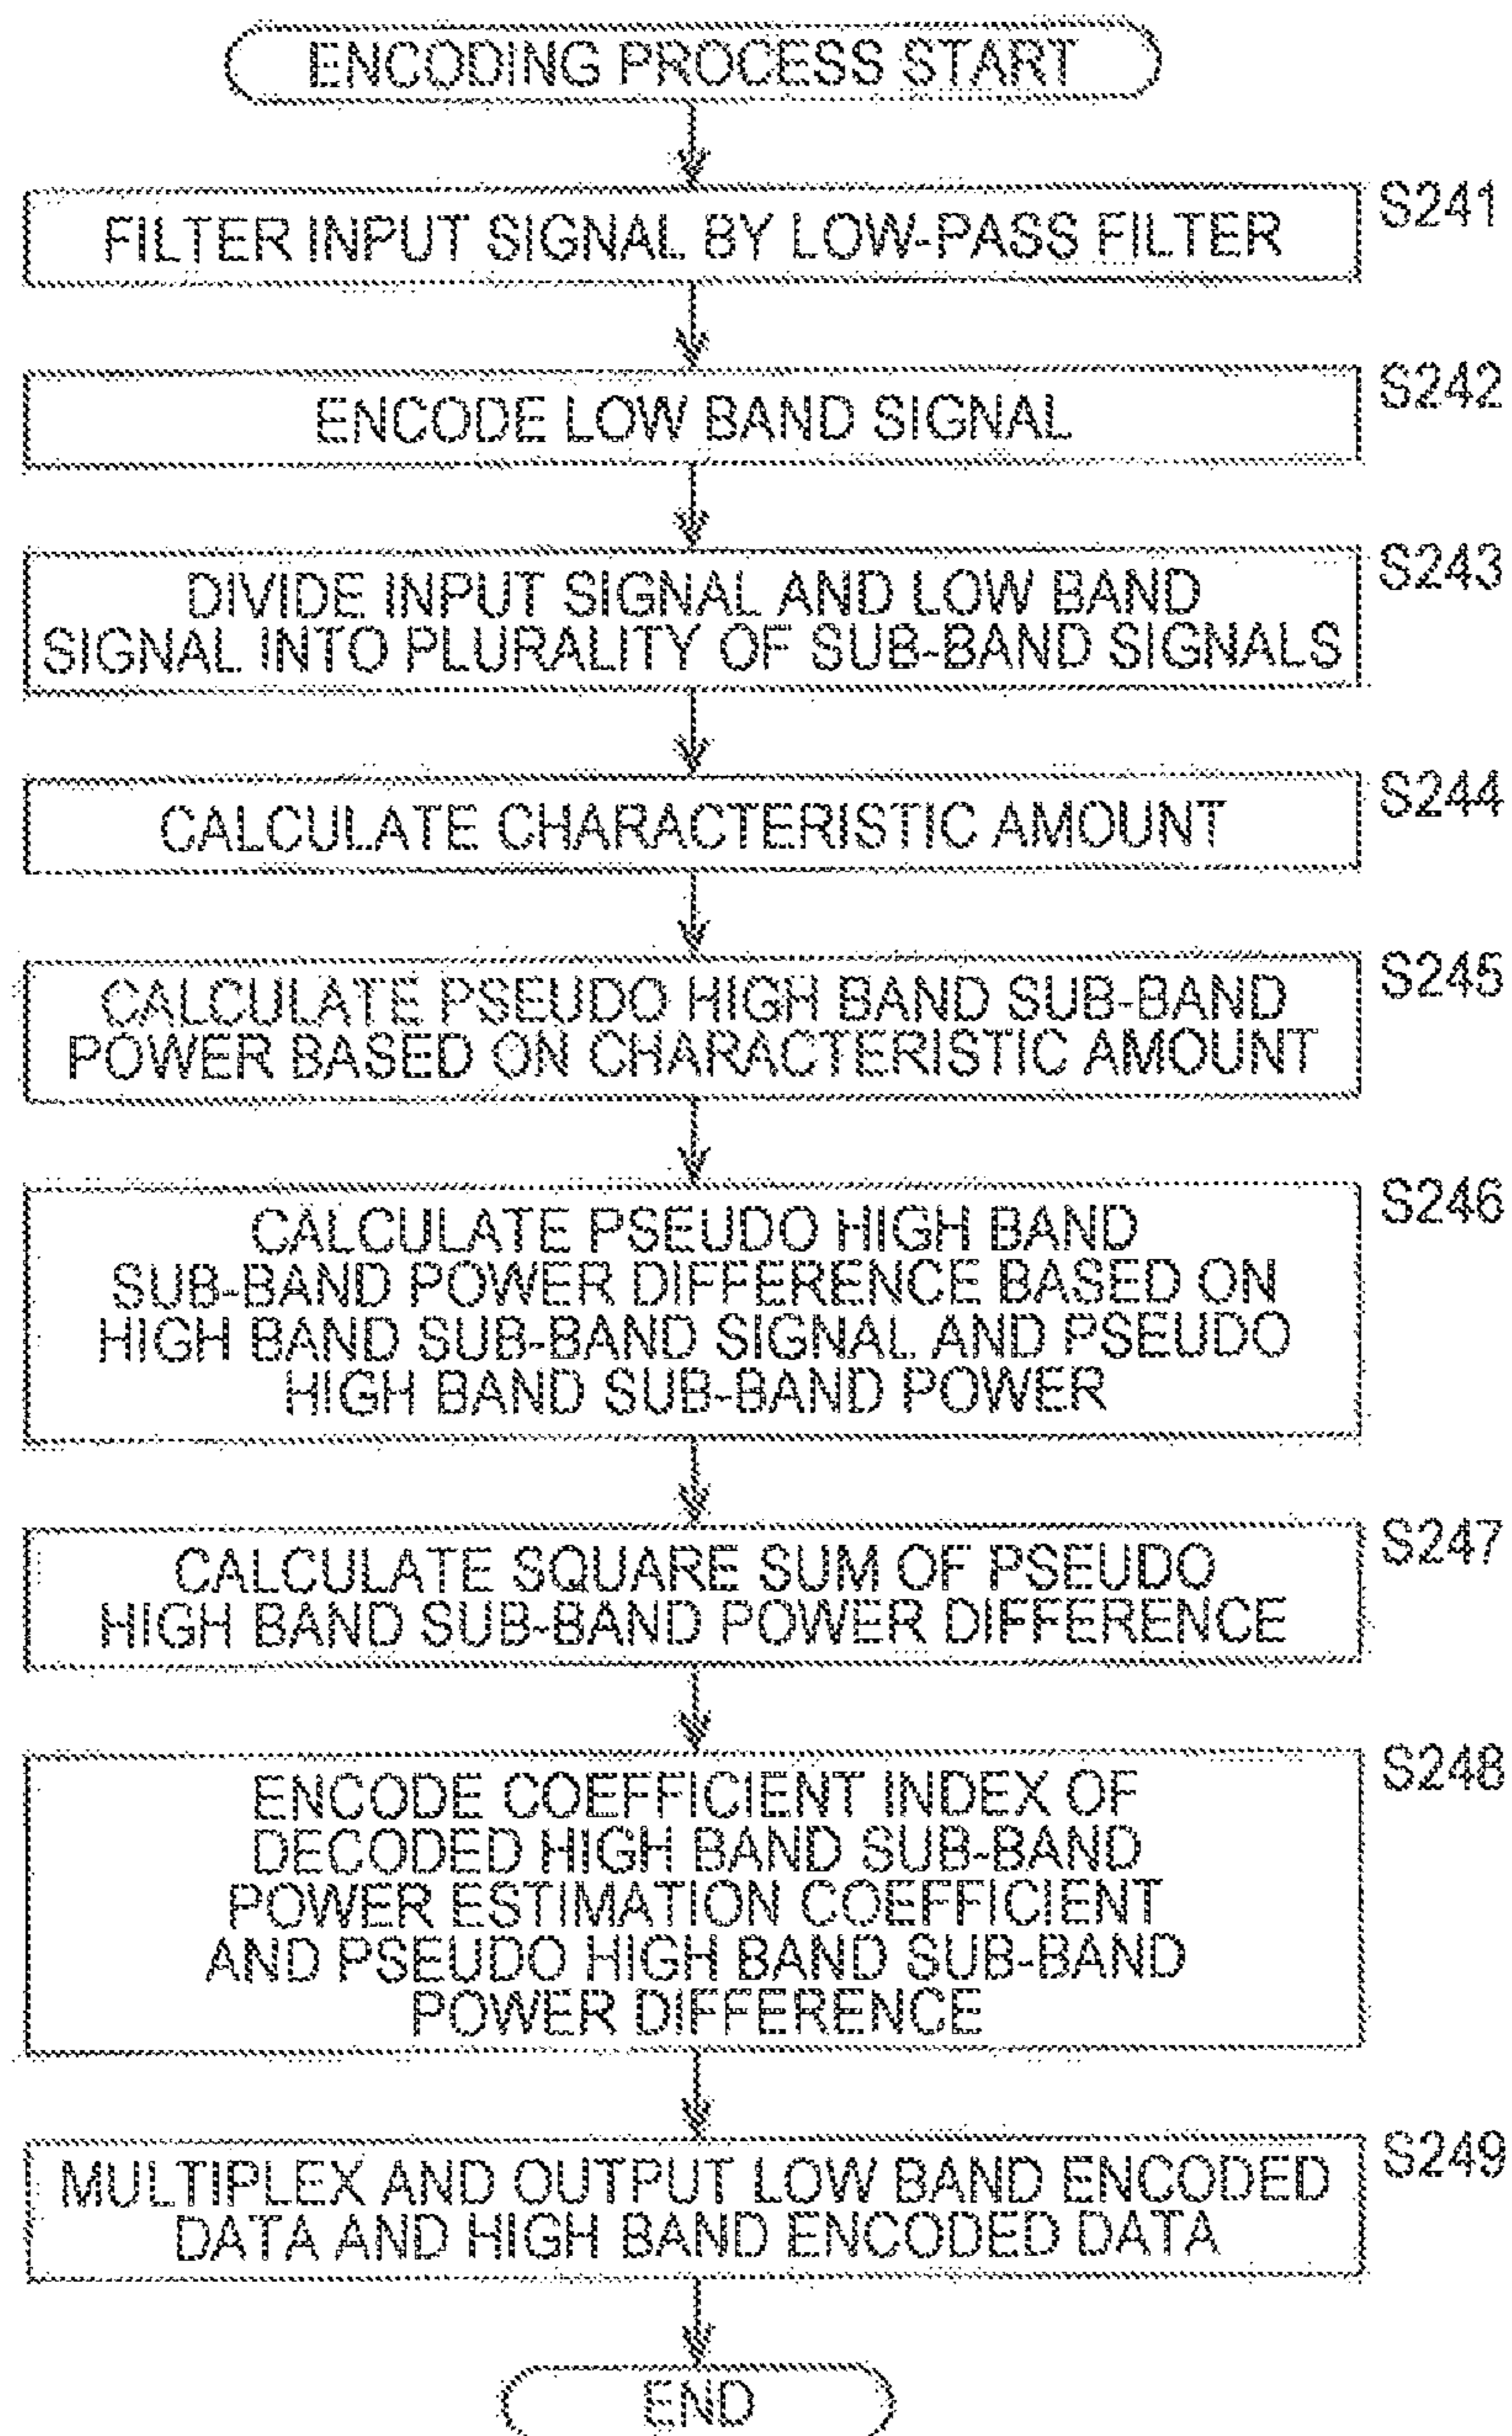 ENCODING PROCESS START
FILTER INPUT SIGNAL BY LOW-PASS FILTER
S241
ENCODE LOW BAND SIGNAL
S242
DIVIDE INPUT SIGNAL AND LOW BAND
SIGNAL INTO PLURALITY OF SUB-BAND SIGNALS
S243
CALCULATE CHARACTERISTIC AMOUNT
S244
CALCULATE PSEUDO HIGH BAND SUB-BAND
POWER BASED ON CHARACTERISTIC AMOUNT
S245
CALCULATE PSEUDO HIGH BAND
SUB-BAND POWER DIFFERENCE BASED ON
HIGH BAND SUB-BAND SIGNAL AND PSEUDO
HIGH BAND SUB-BAND POWER
S246
CALCULATE SQUARE SUM OF PSEUDO
HIGH BAND SUB-BAND POWER DIFFERENCE
S247
ENCODE COEFFICIENT INDEX OF
DECODED HIGH BAND SUB-BAND
POWER ESTIMATION COEFFICIENT
AND PSEUDO HIGH BAND SUB-BAND
POWER DIFFERENCE
S248
MULTIPLEX AND OUTPUT LOW BAND ENCODED
DATA AND HIGH BAND ENCODED DATA
S249
END